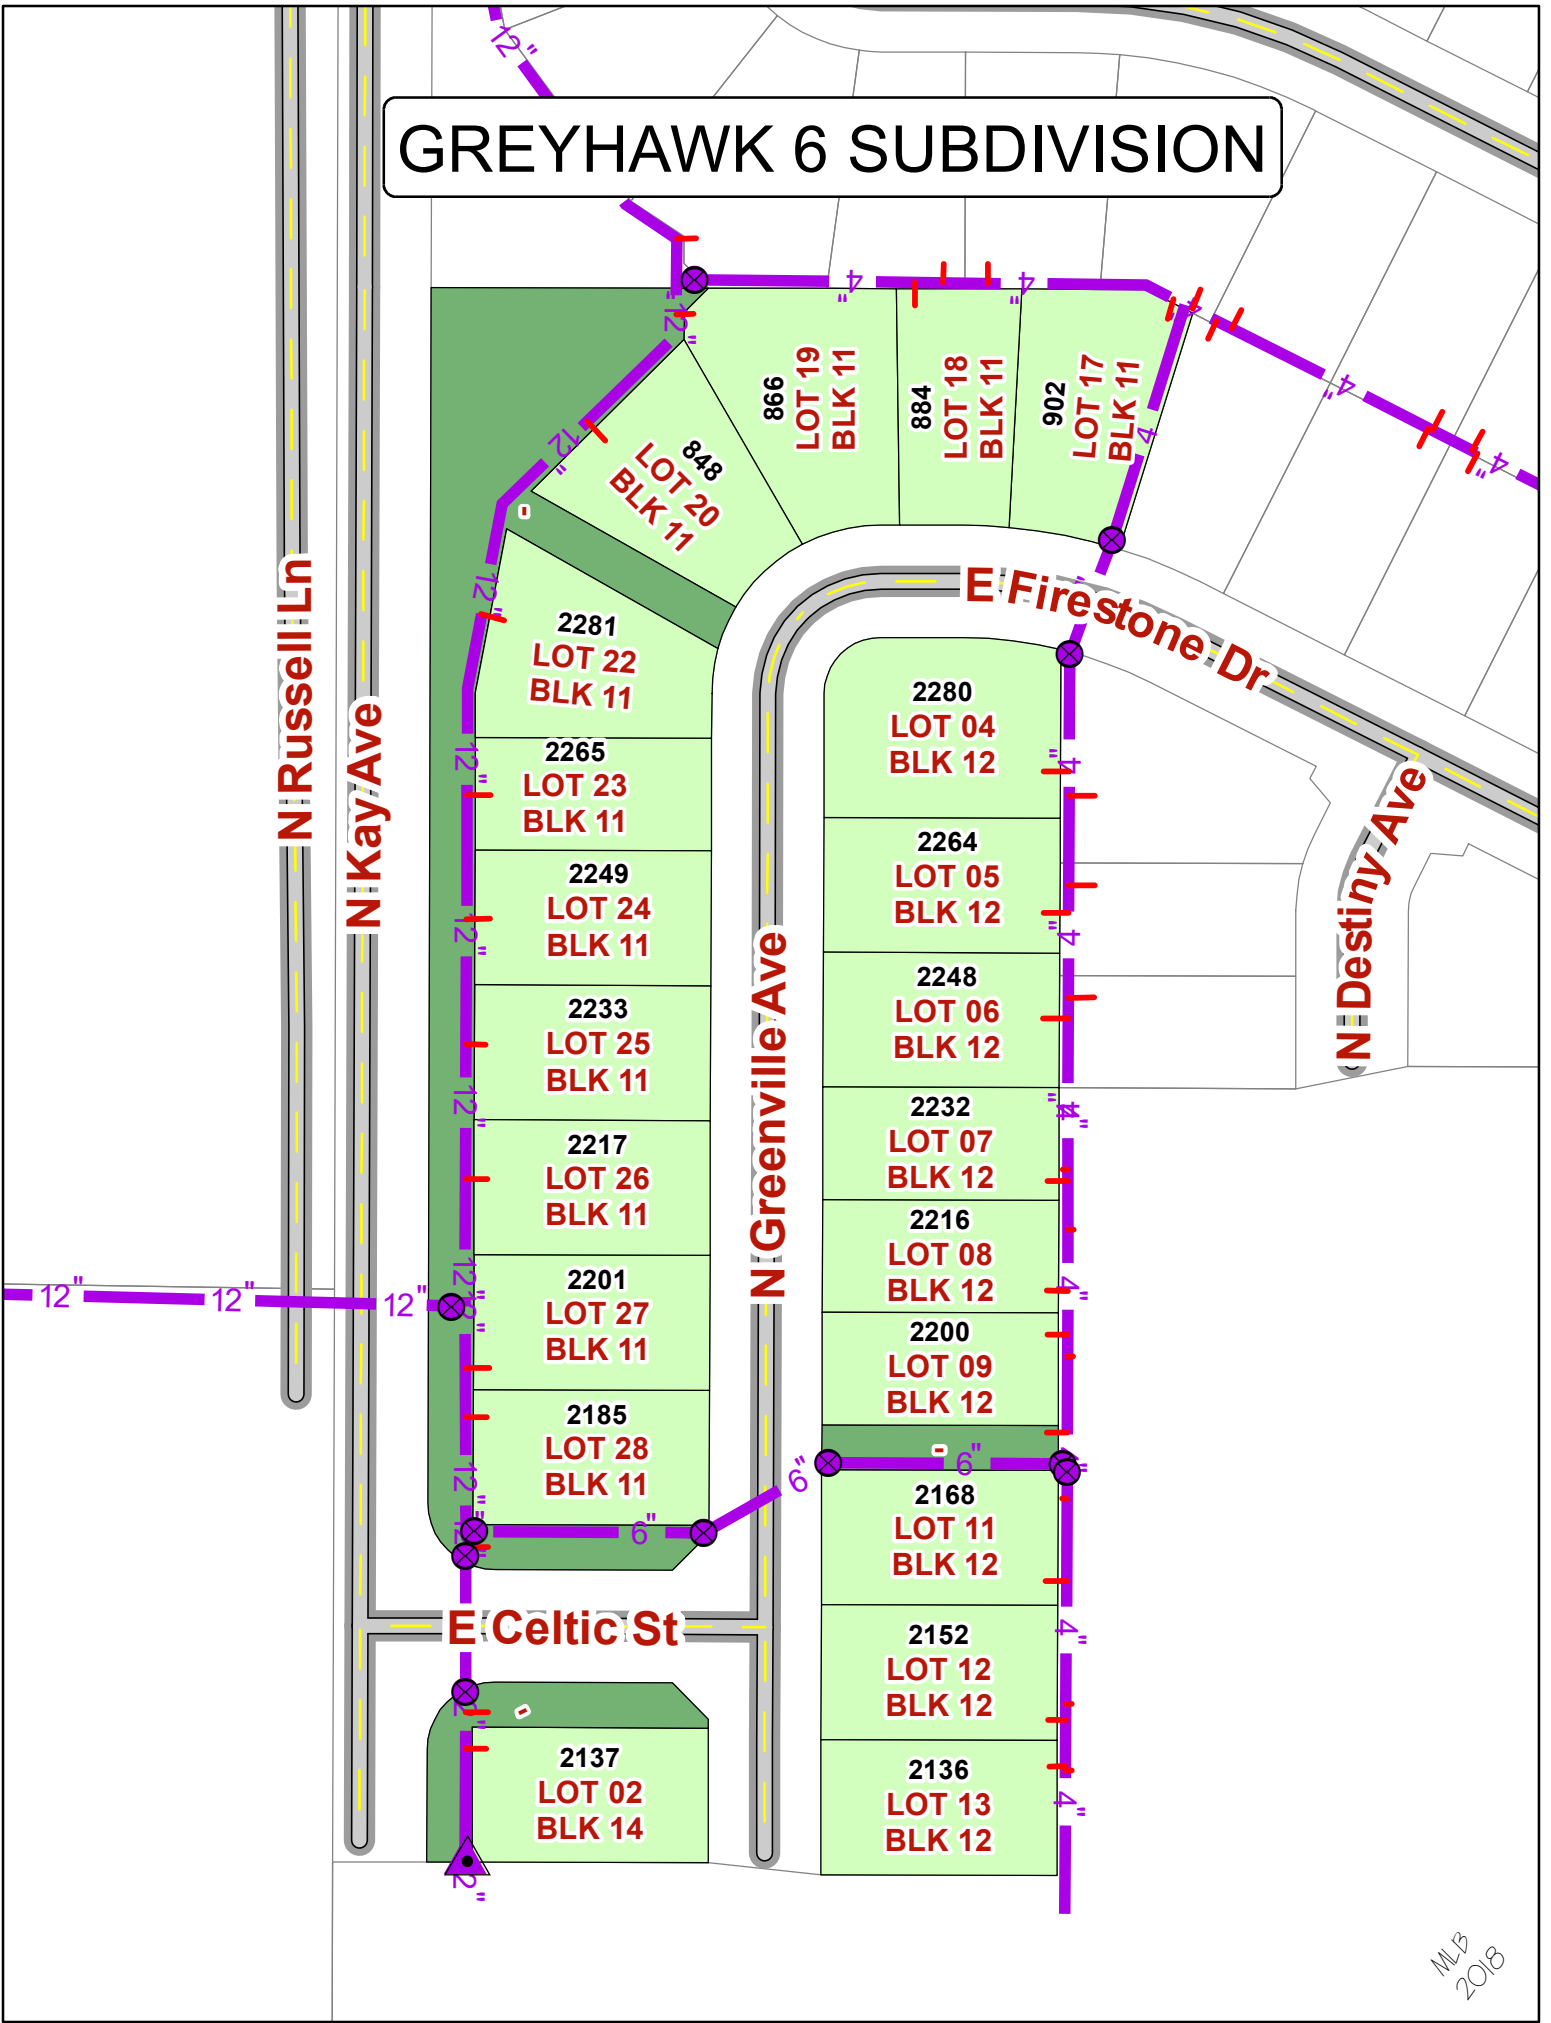 12"
GREYHAWK 6 SUBDIVISION
4"
4"
12"
4"
4"
4"
866
LOT 19
BLK 11
884
LOT 18
BLK 11
902
LOT 17
BLK 11
4
12"
848
LOT 20
BLK 11
-
12"
E Firestone Dr
2281
LOT 22
BLK 11
N Russell Ln
N Kay Ave
2280
LOT 04
BLK 12
2265
LOT 23
BLK 11
12"
4"
N Destiny Ave
2264
LOT 05
BLK 12
2249
LOT 24
BLK 11
12"
4"
N Greenville Ave
2248
LOT 06
BLK 12
2233
LOT 25
BLK 11
12"
4"
2232
LOT 07
BLK 12
2217
LOT 26
BLK 11
2216
LOT 08
BLK 12
4"
2201
LOT 27
BLK 11
12"
12"
12"
12"
12"
2200
LOT 09
BLK 12
2185
LOT 28
BLK 11
12"
-
6"
6"
2168
LOT 11
BLK 12
12"
6"
E Celtic St
2152
LOT 12
BLK 12
4"
-
2137
LOT 02
BLK 14
2136
LOT 13
BLK 12
4"
2"
MLB
2018